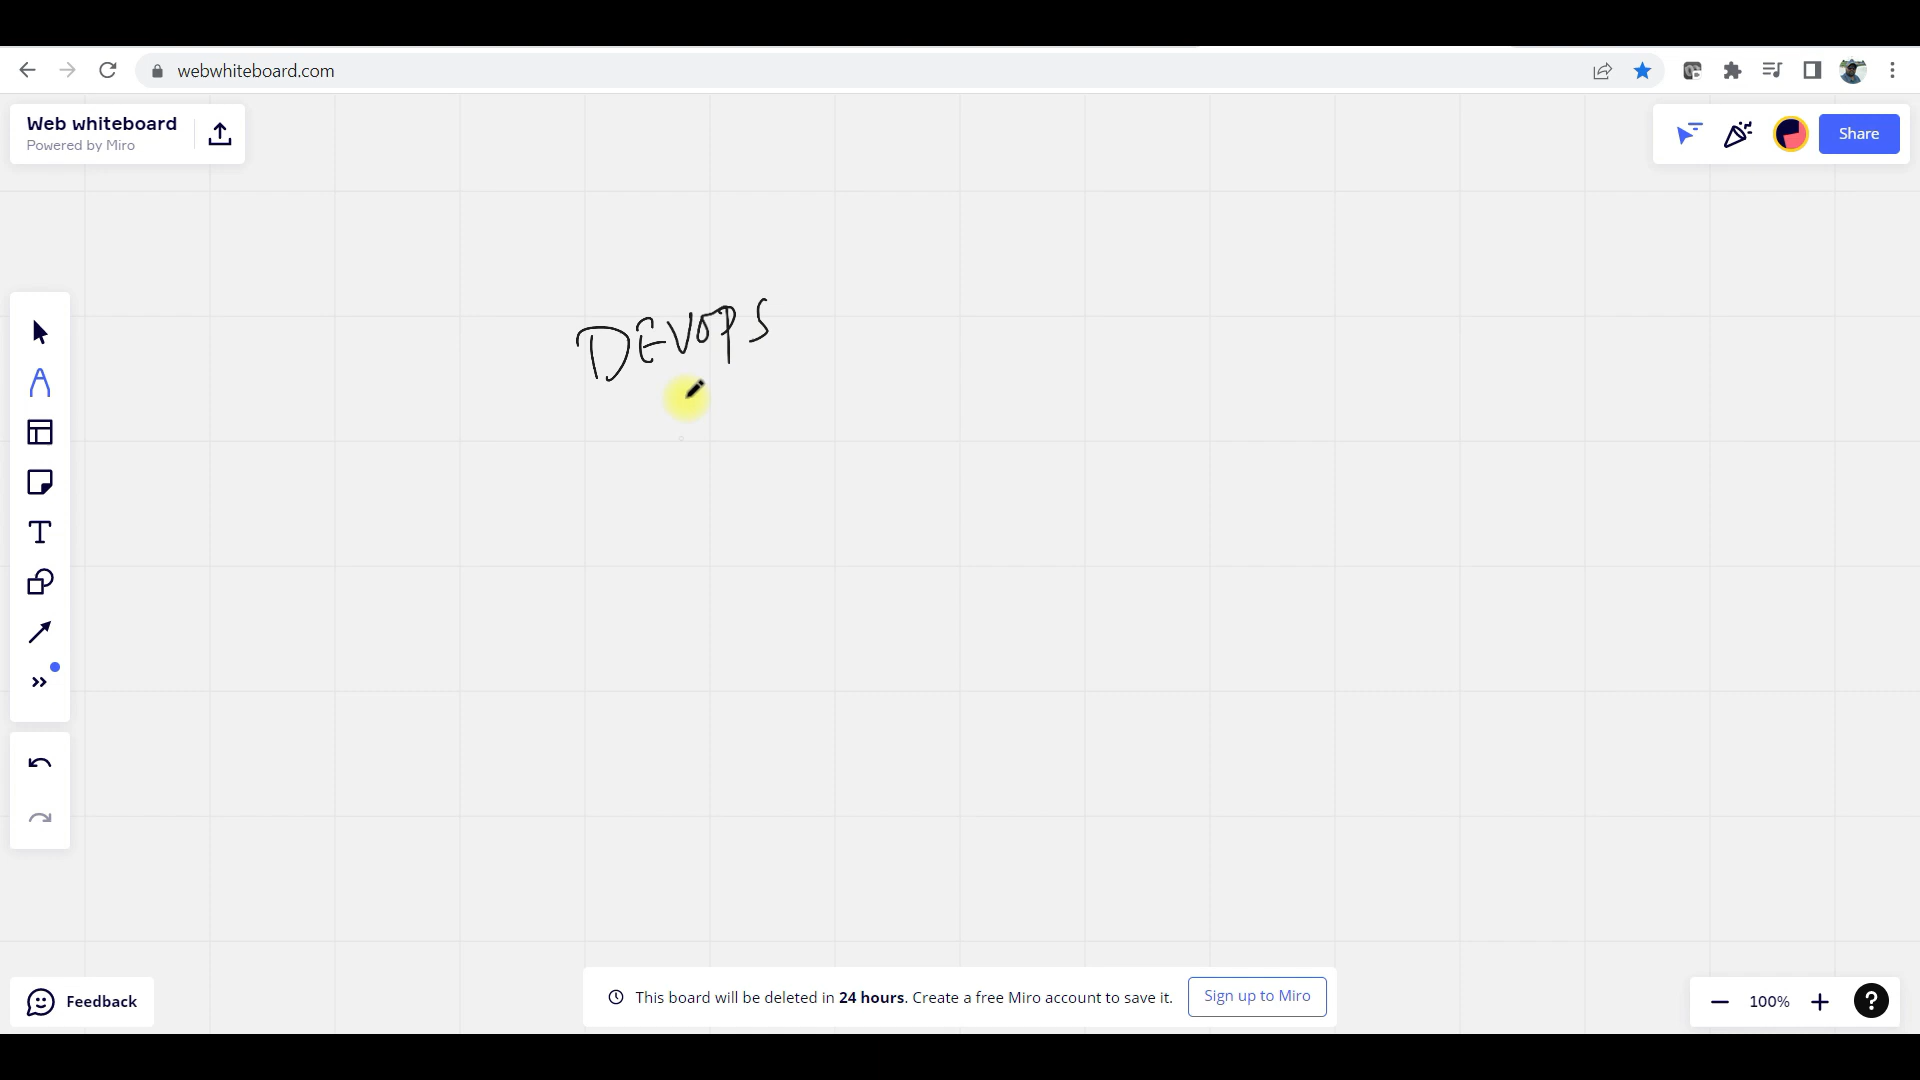 webwhiteboard.com
Web whiteboard
Powered by Miro
Share
DEVOPS
Feedback
This board will be deleted in 24 hours. Create a free Miro account to save it.
Sign up to Miro
100%